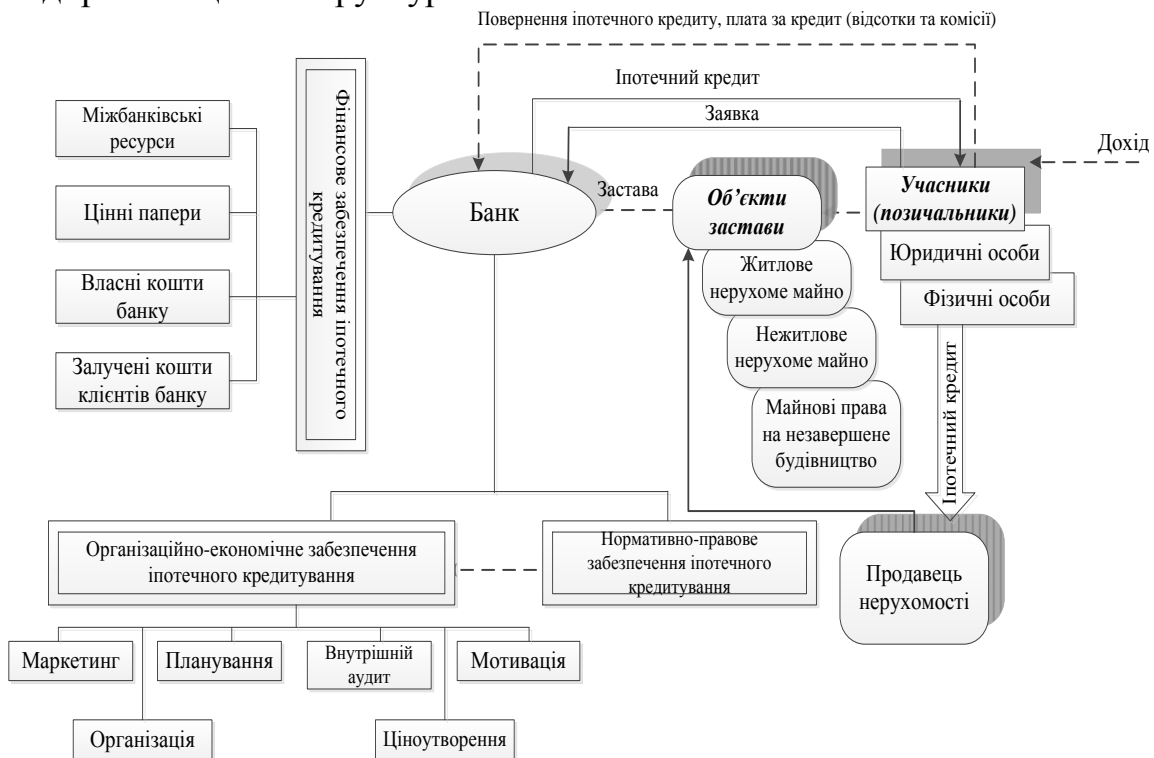 Повернення іпотечного кредиту, плата за кредит (відсотки та комісії)
Іпотечний кредит
Заявка
Дохід
Міжбанківські
ресурси
Цінні папери
Власні кошти
банку
Залучені кошти
клієнтів банку
Фінансове забезпечення іпотечного
кредитування
Банк
Застава
Об’єкти
застави
Житлове
нерухоме майно
Нежитлове
нерухоме майно
Майнові права
на незавершене
будівництво
Учасники
(позичальники)
Юридичні особи
Фізичні особи
Іпотечний кредит
Продавець
нерухомості
Організаційно-економічне забезпечення
іпотечного кредитування
Нормативно-правове
забезпечення іпотечного
кредитування
Маркетинг
Планування
Внутрішній
аудит
Мотивація
Організація
Ціноутворення